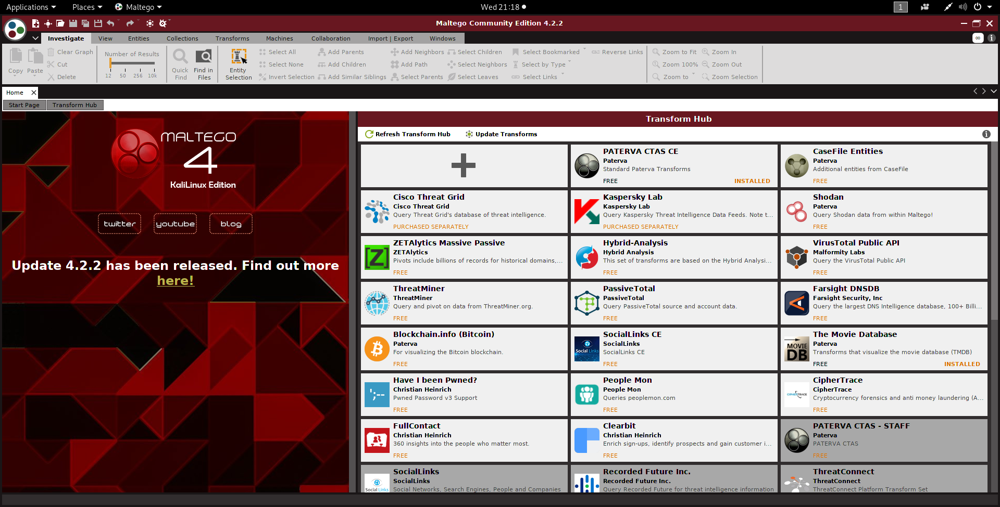 Applications Places Maltego Wed 21:18 1
Maltego Community Edition 4.2.2
Investigate View Entities Collections Transforms Machines Collaboration Import | Export Windows
Copy Paste Clear Graph Cut Delete
Number of Results
12 50 256 10k
Quick Find
Find in Files
Entity Selection
Select All Add Parents Add Neighbors Select Children Select Bookmarked Reverse Links Zoom to Fit Zoom In
Select None Add Children Add Path Select Neighbors Select by Type Zoom 100% Zoom Out
Invert Selection Add Similar Siblings Select Parents Select Leaves Select Links Zoom to Zoom Selection
Home
Start Page Transform Hub
MALTEGO
4
KaliLinux Edition
twitter youtube blog
Update 4.2.2 has been released. Find out more
here!
Transform Hub
Refresh Transform Hub Update Transforms
PATERVA CTAS CE
Paterva
Standard Paterva Transforms
FREE INSTALLED
CaseFile Entities
Paterva
Additional entities from CaseFile
FREE
Cisco Threat Grid
Cisco Threat Grid
Query Threat Grid's database of threat intelligence.
PURCHASED SEPARATELY
Kaspersky Lab
Kaspersky Lab
Query Kaspersky Threat Intelligence Data Feeds. Note t...
PURCHASED SEPARATELY
Shodan
Paterva
Query Shodan data from within Maltego!
FREE
[Z]
ZETAlytics Massive Passive
ZETAlytics
Pivots include billions of records for historical domains,...
FREE
Hybrid-Analysis
Hybrid Analysis
This set of transforms are based on the Hybrid Analysi...
FREE
VirusTotal Public API
Malformity Labs
Query the VirusTotal Public API
FREE
ThreatMiner
ThreatMiner
Query and pivot on data from ThreatMiner.org.
FREE
PassiveTotal
PassiveTotal
Query PassiveTotal source and account data.
FREE
Farsight DNSDB
Farsight Security, Inc
Query the largest DNS Intelligence database, 100+ Billi...
FREE
Blockchain.info (Bitcoin)
Paterva
For visualizing the Bitcoin blockchain.
FREE
Social Links
SocialLinks CE
SocialLinks
SocialLinks CE
FREE
MOVIE
DB
The Movie Database
Paterva
Transforms that visualize the movie database (TMDB)
FREE INSTALLED
';--
Have I been Pwned?
Christian Heinrich
Pwned Password v3 Support
FREE
People Mon
People Mon
Queries peoplemon.com
FREE
CIPHERTRACE
CipherTrace
CipherTrace
Cryptocurrency forensics and anti money laundering (A...
FREE
FullContact
Christian Heinrich
360 insights into the people who matter most.
FREE
Clearbit
Christian Heinrich
Enrich sign-ups, identify prospects and gain customer i...
FREE
PATERVA CTAS - STAFF
Paterva
PATERVA CTAS
FREE
Social Links
SocialLinks
SocialLinks
Social Networks, Search Engines, People and Companies
Recorded Future Inc.
Recorded Future Inc.
Query Recorded Future for threat intelligence information
ThreatConnect
ThreatConnect
ThreatConnect Platform Transform Set